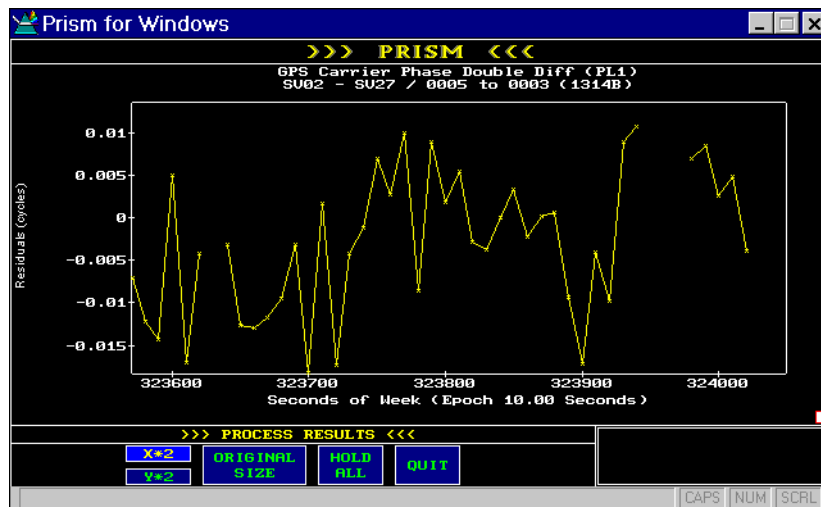 Prism for Windows
>>> PRISM <<<
GPS Carrier Phase Double Diff (PL1)
SV02 - SV27 / 0005 to 0003 (1314B)
Residuals (cycles)
0.01
0.005
0
-0.005
-0.01
-0.015
323600 323700 323800 323900 324000
Seconds of Week (Epoch 10.00 Seconds)
>>> PROCESS RESULTS <<<
X*2
Y*2
ORIGINAL
SIZE
HOLD
ALL
QUIT
CAPS NUM SCRL